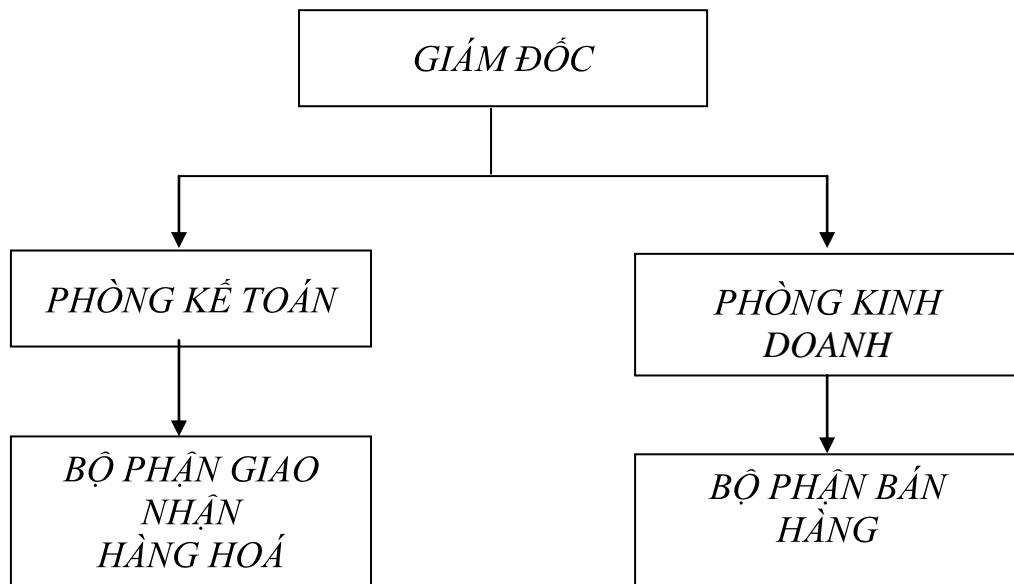 GIÁM ĐỐC
PHÒNG KẾ TOÁN
PHÒNG KINH
DOANH
BỘ PHẬN GIAO
NHẬN
HÀNG HOÁ
BỘ PHẬN BÁN
HÀNG